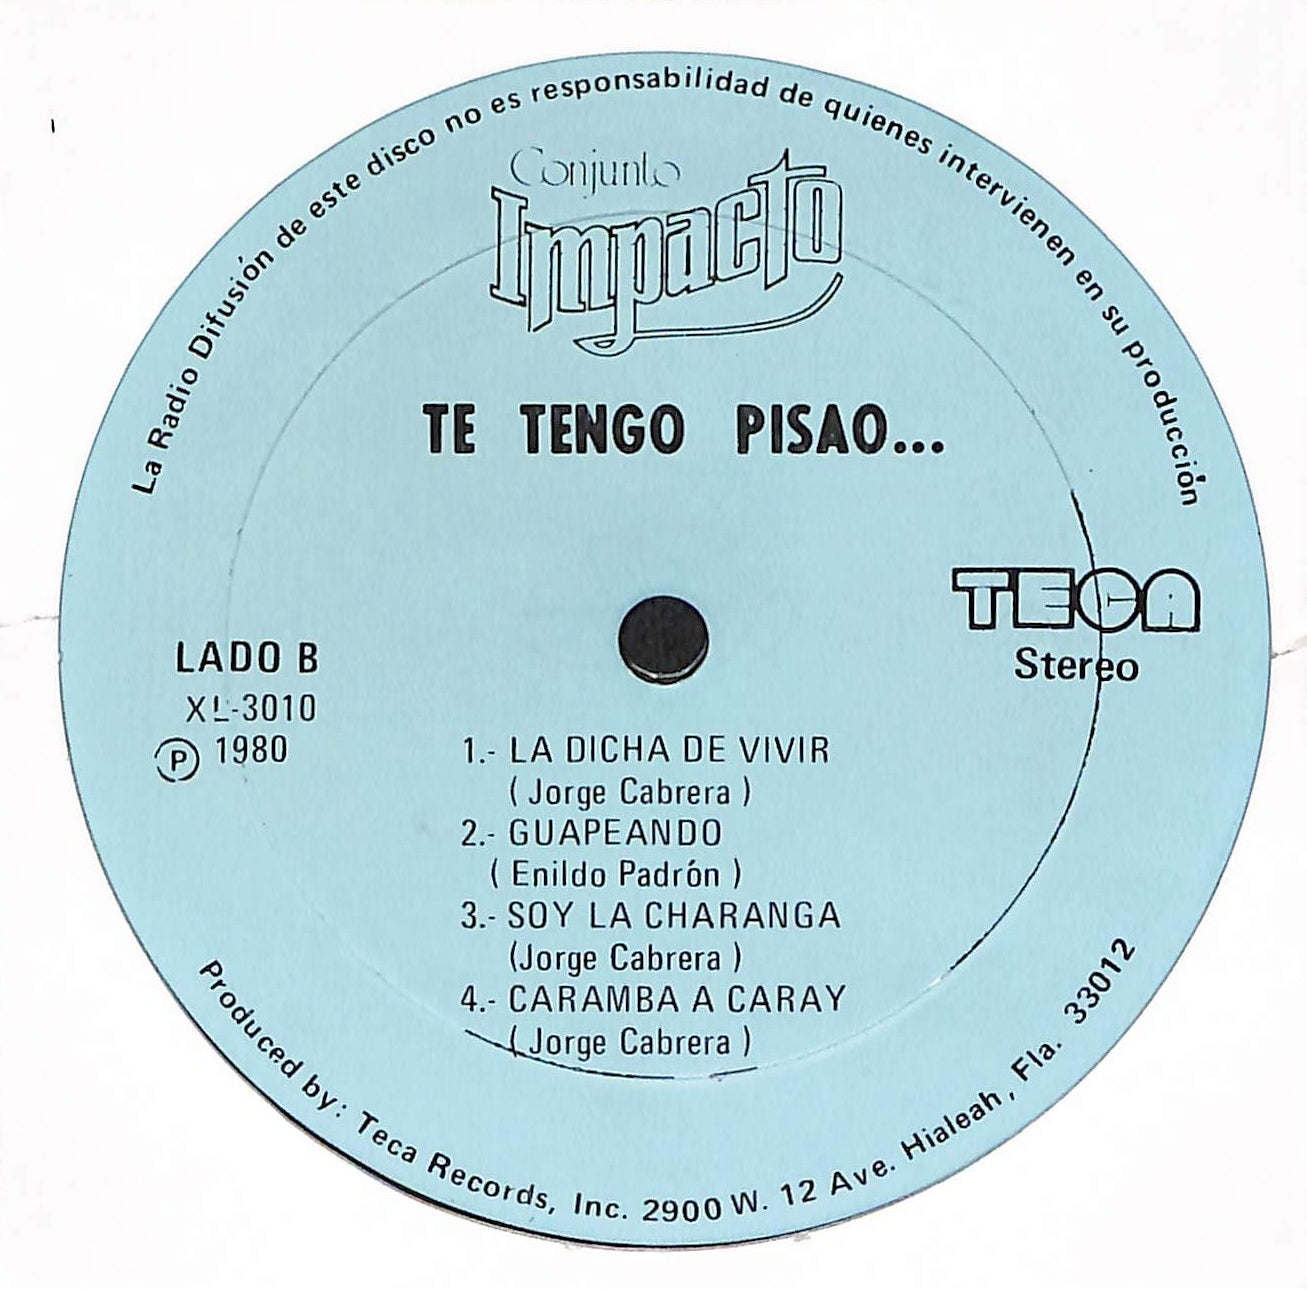 La Radio Difusión de este disco no es responsabilidad de quienes intervienen en su producción
Conjunto
Impacto
TE TENGO PISAO...
TECA
Stereo
LADO B
XL-3010
Ⓟ 1980
1.- LA DICHA DE VIVIR
( Jorge Cabrera )
2.- GUAPEANDO
( Enildo Padrón )
3.- SOY LA CHARANGA
(Jorge Cabrera )
4.- CARAMBA A CARAY
( Jorge Cabrera )
Produced by: Teca Records, Inc. 2900 W. 12 Ave. Hialeah, Fla. 33012